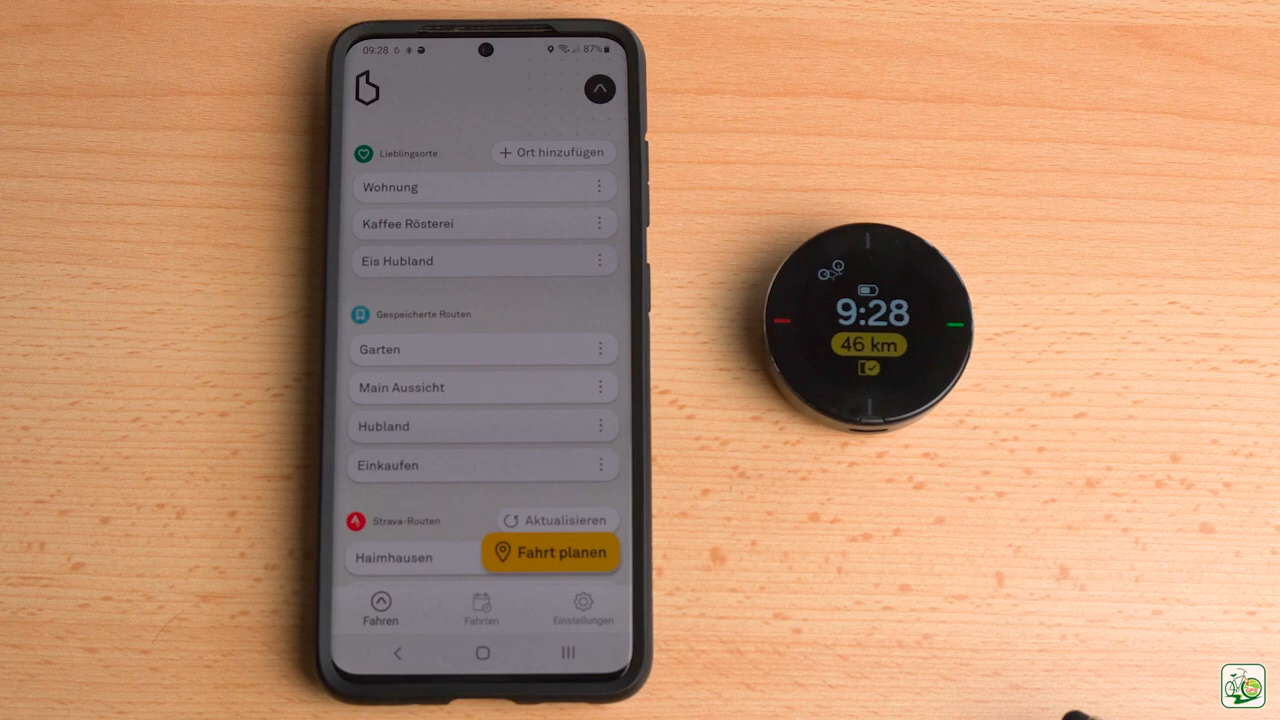 09:28 6
87%
Lieblingsorte
+ Ort hinzufügen
Wohnung
Kaffee Rösterei
Eis Hubland
Gespeicherte Routen
Garten
Main Aussicht
Hubland
Einkaufen
Strava-Routen
Aktualisieren
Haimhausen
Fahrt planen
Fahren
Fahrten
Einstellungen
9:28
46 km